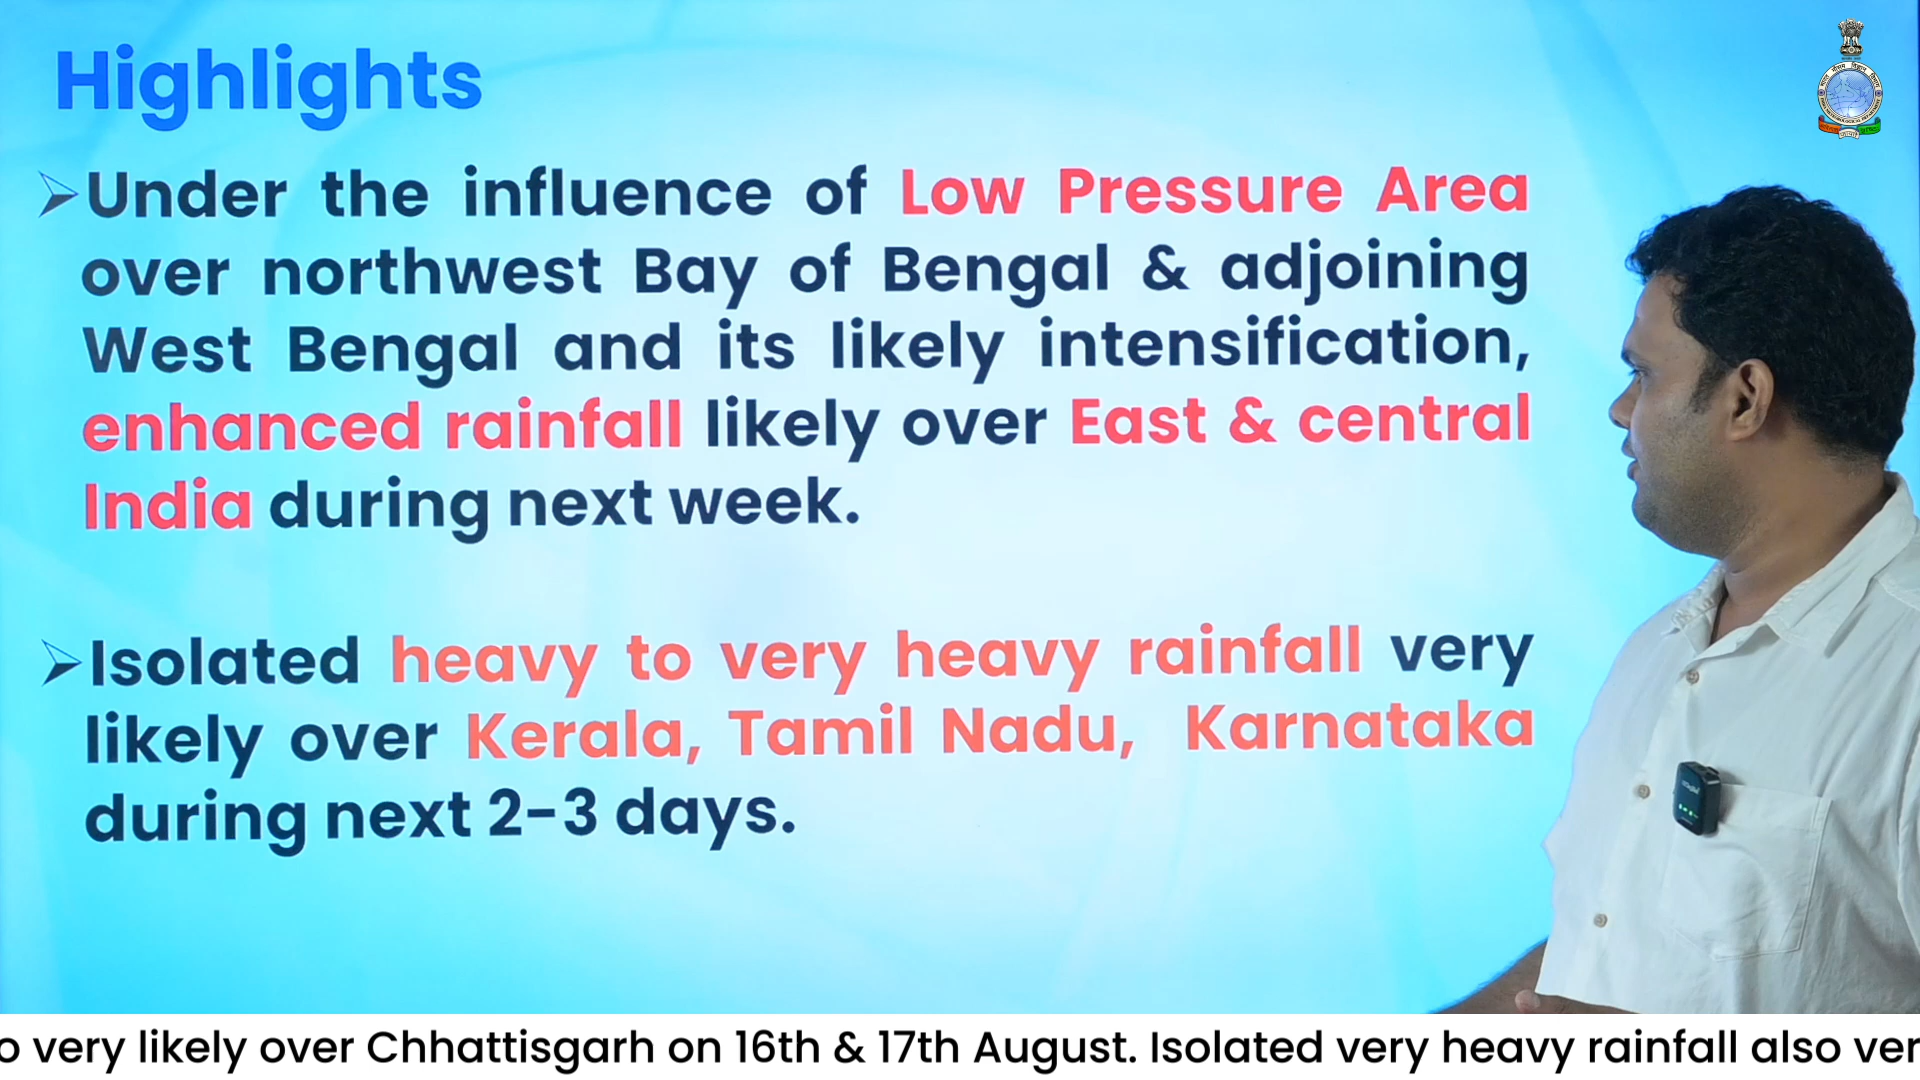 Highlights
➢Under the influence of Low Pressure Area
over northwest Bay of Bengal & adjoining
West Bengal and its likely intensification,
enhanced rainfall likely over East & central
India during next week.
➢Isolated heavy to very heavy rainfall very
likely over Kerala, Tamil Nadu, Karnataka
during next 2-3 days.
o very likely over Chhattisgarh on 16th & 17th August. Isolated very heavy rainfall also ver